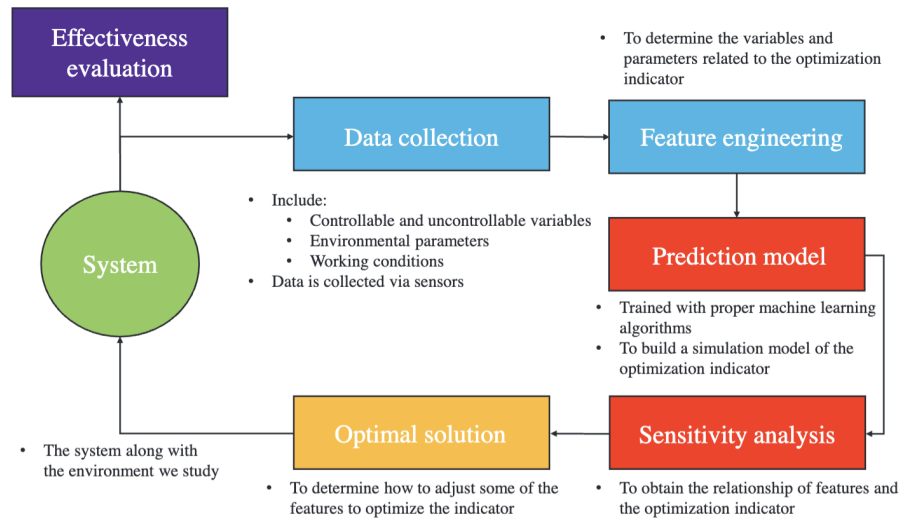 Effectiveness
evaluation
• To determine the variables and
parameters related to the optimization
indicator
Data collection
Feature engineering
• Include:
• Controllable and uncontrollable variables
• Environmental parameters
• Working conditions
• Data is collected via sensors
System
Prediction model
• Trained with proper machine learning
algorithms
• To build a simulation model of the
optimization indicator
Optimal solution
Sensitivity analysis
• The system along with
the environment we study
• To determine how to adjust some of the
features to optimize the indicator
• To obtain the relationship of features and
the optimization indicator